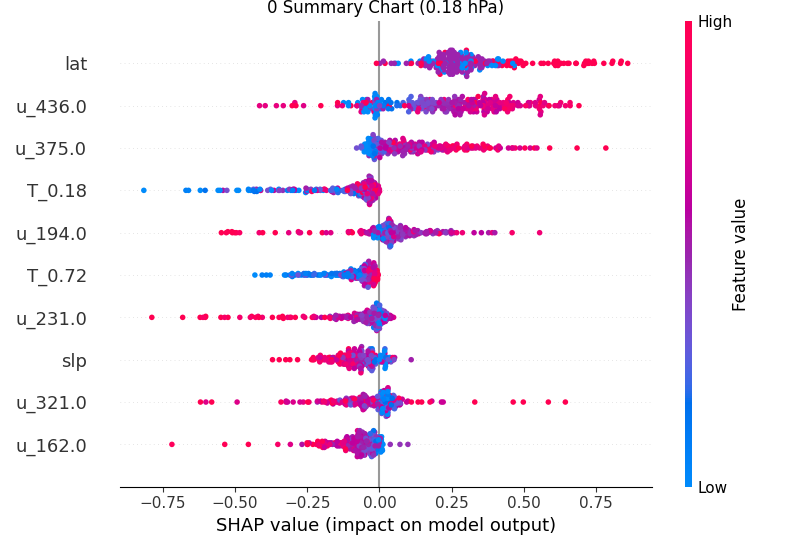 0 Summary Chart (0.18 hPa)
High
lat
u_436.0
u_375.0
T_0.18
u_194.0
T_0.72
u_231.0
slp
u_321.0
u_162.0
Feature value
Low
−0.75 −0.50 −0.25 0.00 0.25 0.50 0.75
SHAP value (impact on model output)